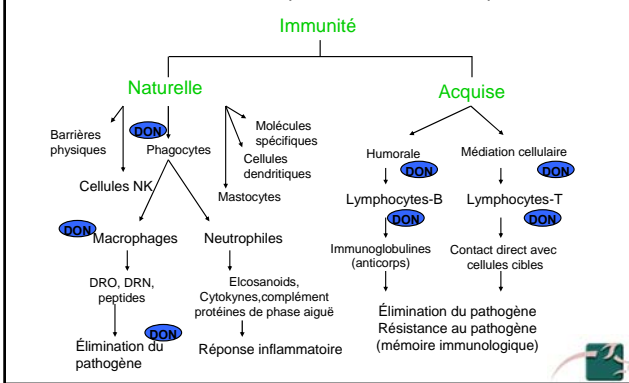 Immunité
Naturelle
Acquise
Barrières
physiques
DON
Phagocytes
Molécules
spécifiques
Cellules
dendritiques
Cellules NK
Mastocytes
Humorale
DON
Médiation cellulaire
DON
Lymphocytes-B
DON
Lymphocytes-T
DON
DON
Macrophages
Neutrophiles
Immunoglobulines
(anticorps)
Contact direct avec
cellules cibles
DRO, DRN,
peptides
Elcosanoids,
Cytokynes,complément
protéines de phase aiguë
DON
Élimination du
pathogène
Réponse inflammatoire
Élimination du pathogène
Résistance au pathogène
(mémoire immunologique)